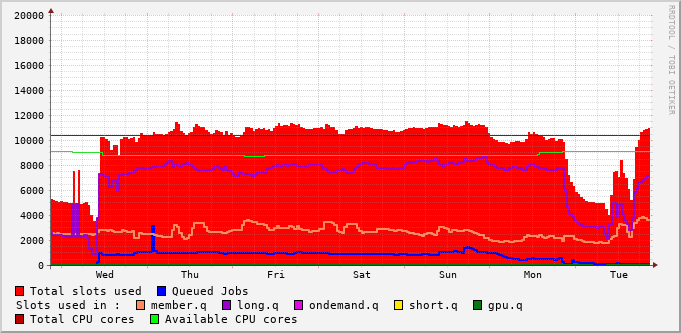 RRDTOOL / TOBI OETIKER
20000
18000
16000
14000
12000
10000
8000
6000
4000
2000
0
Wed Thu Fri Sat Sun Mon Tue
Total slots used Queued Jobs
Slots used in : member.q long.q ondemand.q short.q gpu.q
Total CPU cores Available CPU cores